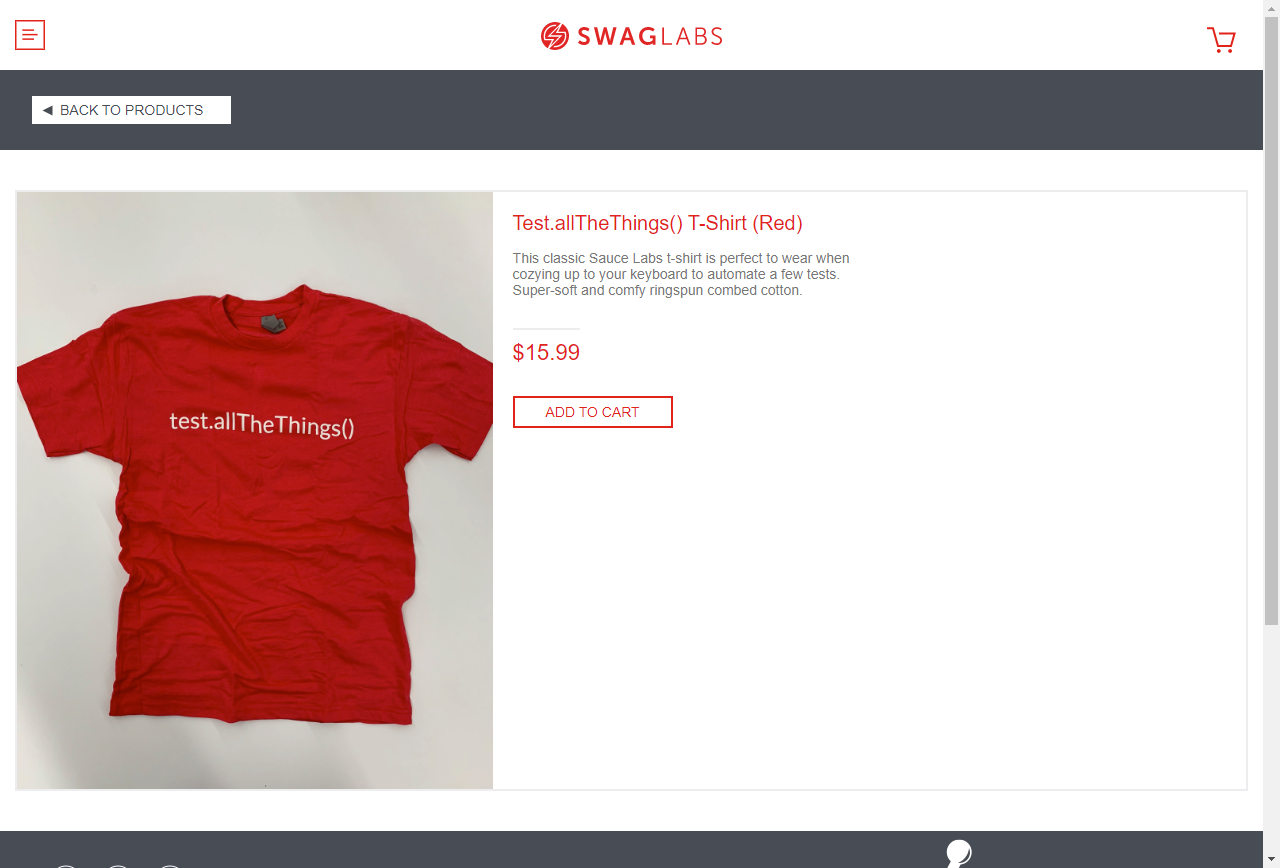 SWAGLABS
◄ BACK TO PRODUCTS
test.allTheThings()
Test.allTheThings() T-Shirt (Red)
This classic Sauce Labs t-shirt is perfect to wear when
cozying up to your keyboard to automate a few tests.
Super-soft and comfy ringspun combed cotton.
$15.99
ADD TO CART